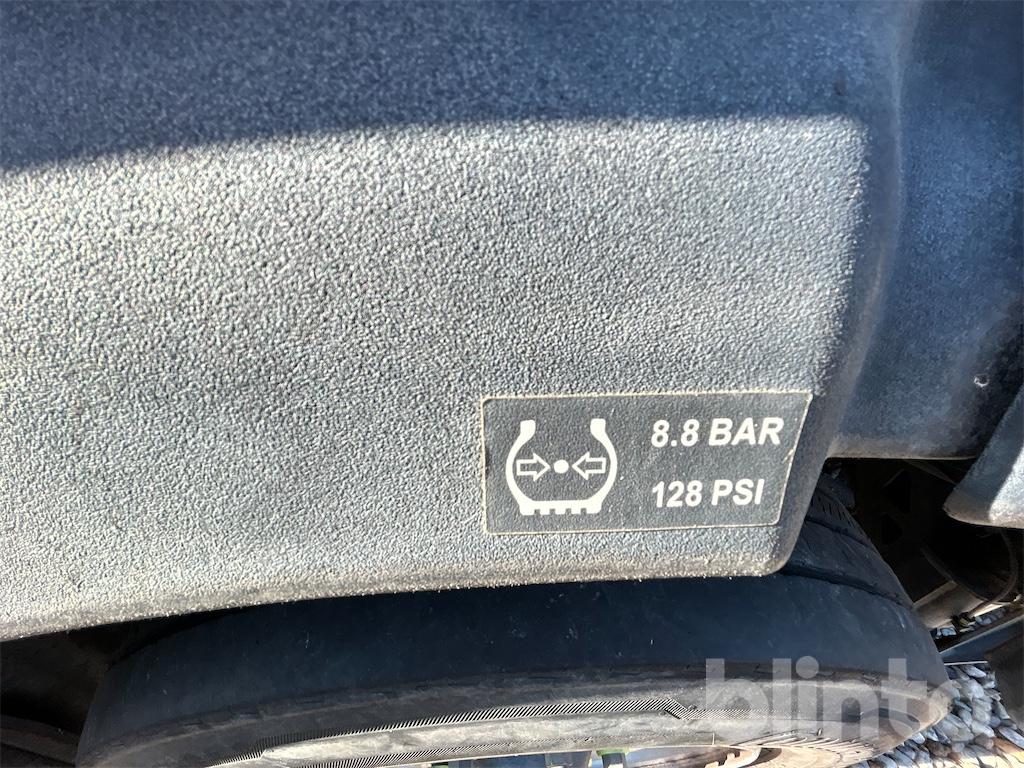 8.8 BAR
128 PSI
blinto